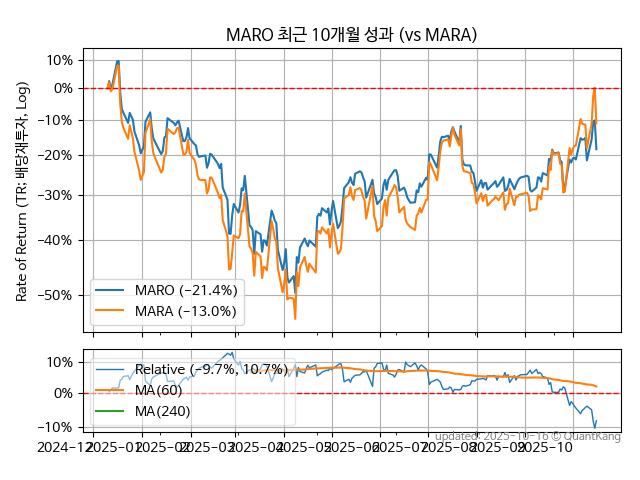 MARO 최근 10개월 성과 (vs MARA)
Rate of Return (TR: 배당재투자, Log)
10%
0%
−10%
−20%
−30%
−40%
−50%
MARO (−21.4%)
MARA (−13.0%)
10%
0%
−10%
Relative (−9.7%, 10.7%)
MA(60)
MA(240)
updated: 2025-10-16 © QuantKang
2024-12 2025-01 2025-02 2025-03 2025-04 2025-05 2025-06 2025-07 2025-08 2025-09 2025-10